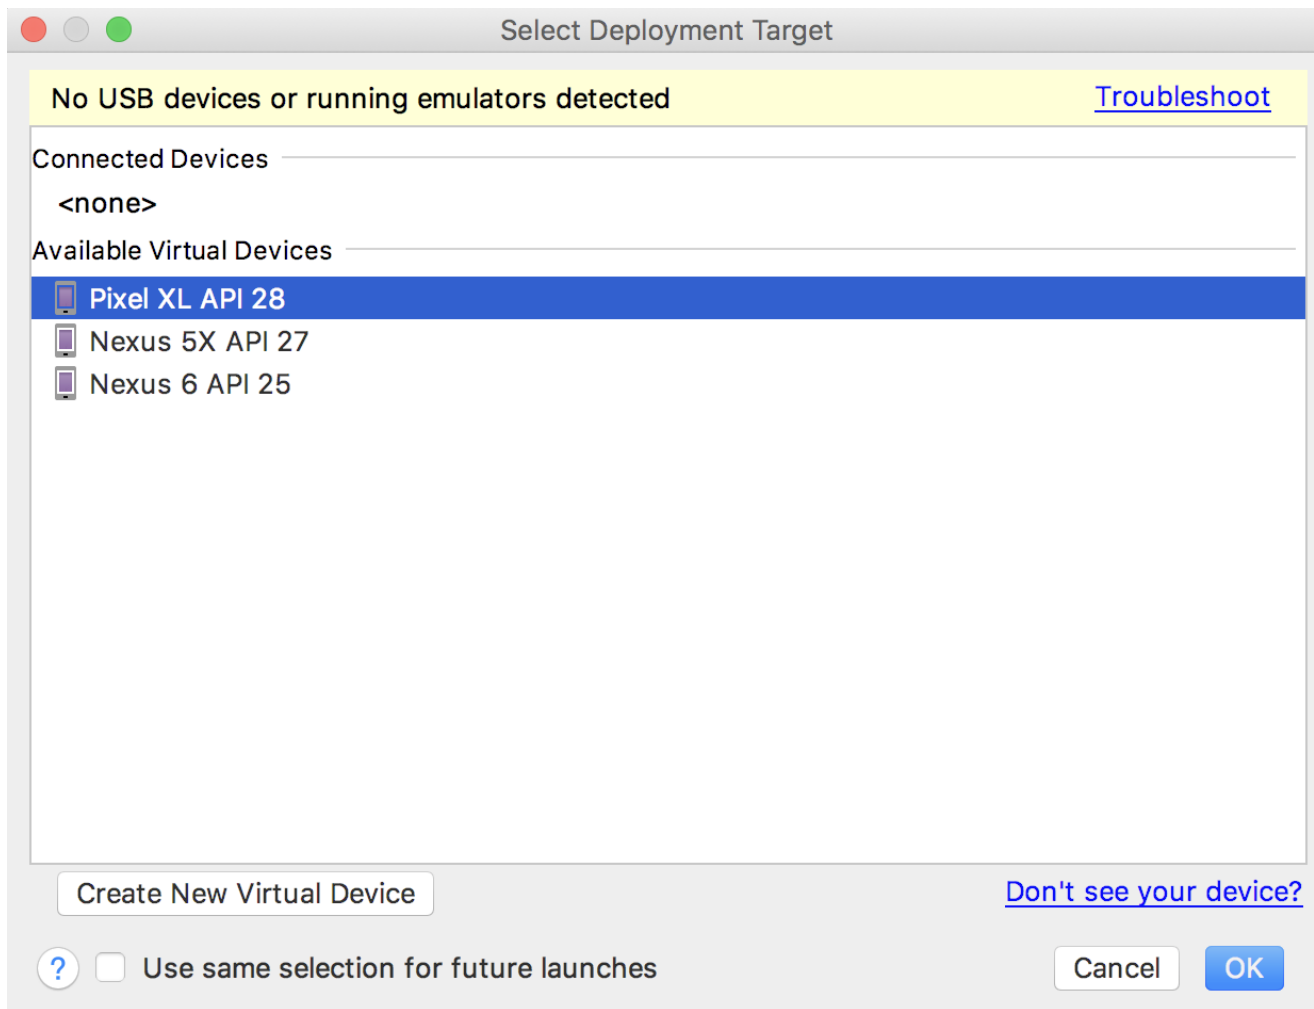 Select Deployment Target
No USB devices or running emulators detected Troubleshoot
Connected Devices
<none>
Available Virtual Devices
Pixel XL API 28
Nexus 5X API 27
Nexus 6 API 25
Create New Virtual Device Don't see your device?
? Use same selection for future launches Cancel OK